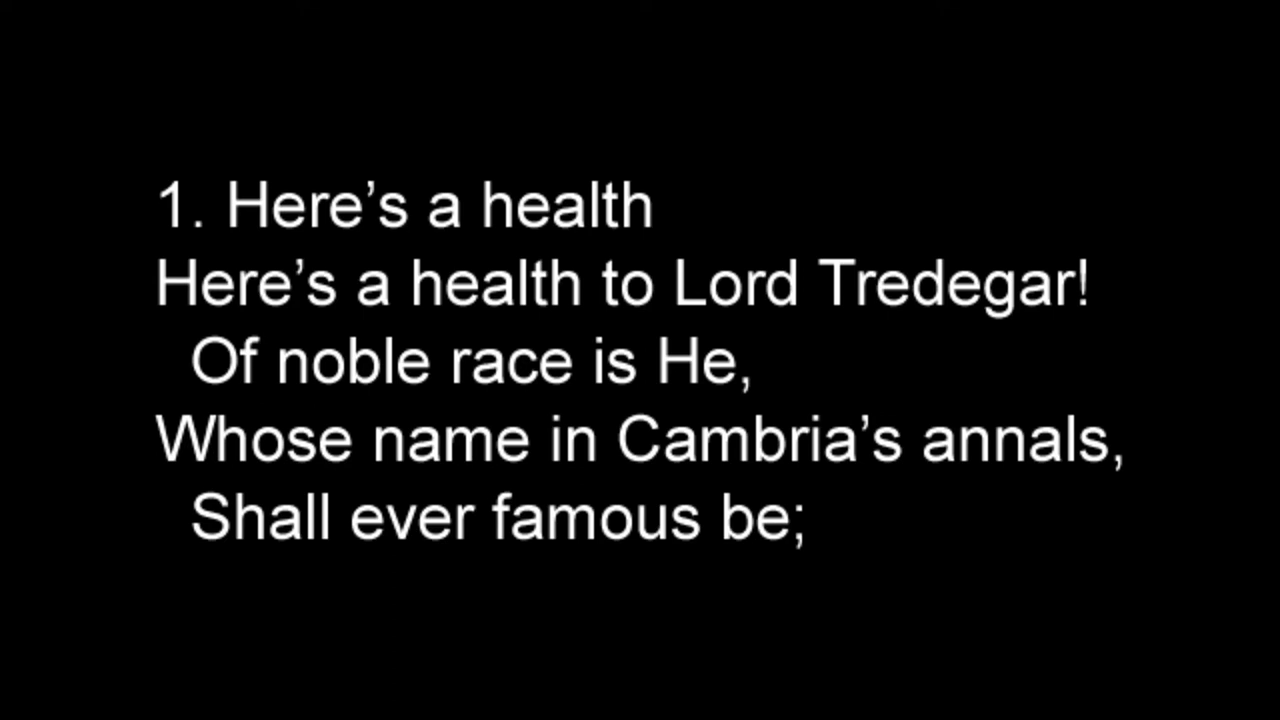 1. Here’s a health
Here’s a health to Lord Tredegar!
Of noble race is He,
Whose name in Cambria’s annals,
Shall ever famous be;